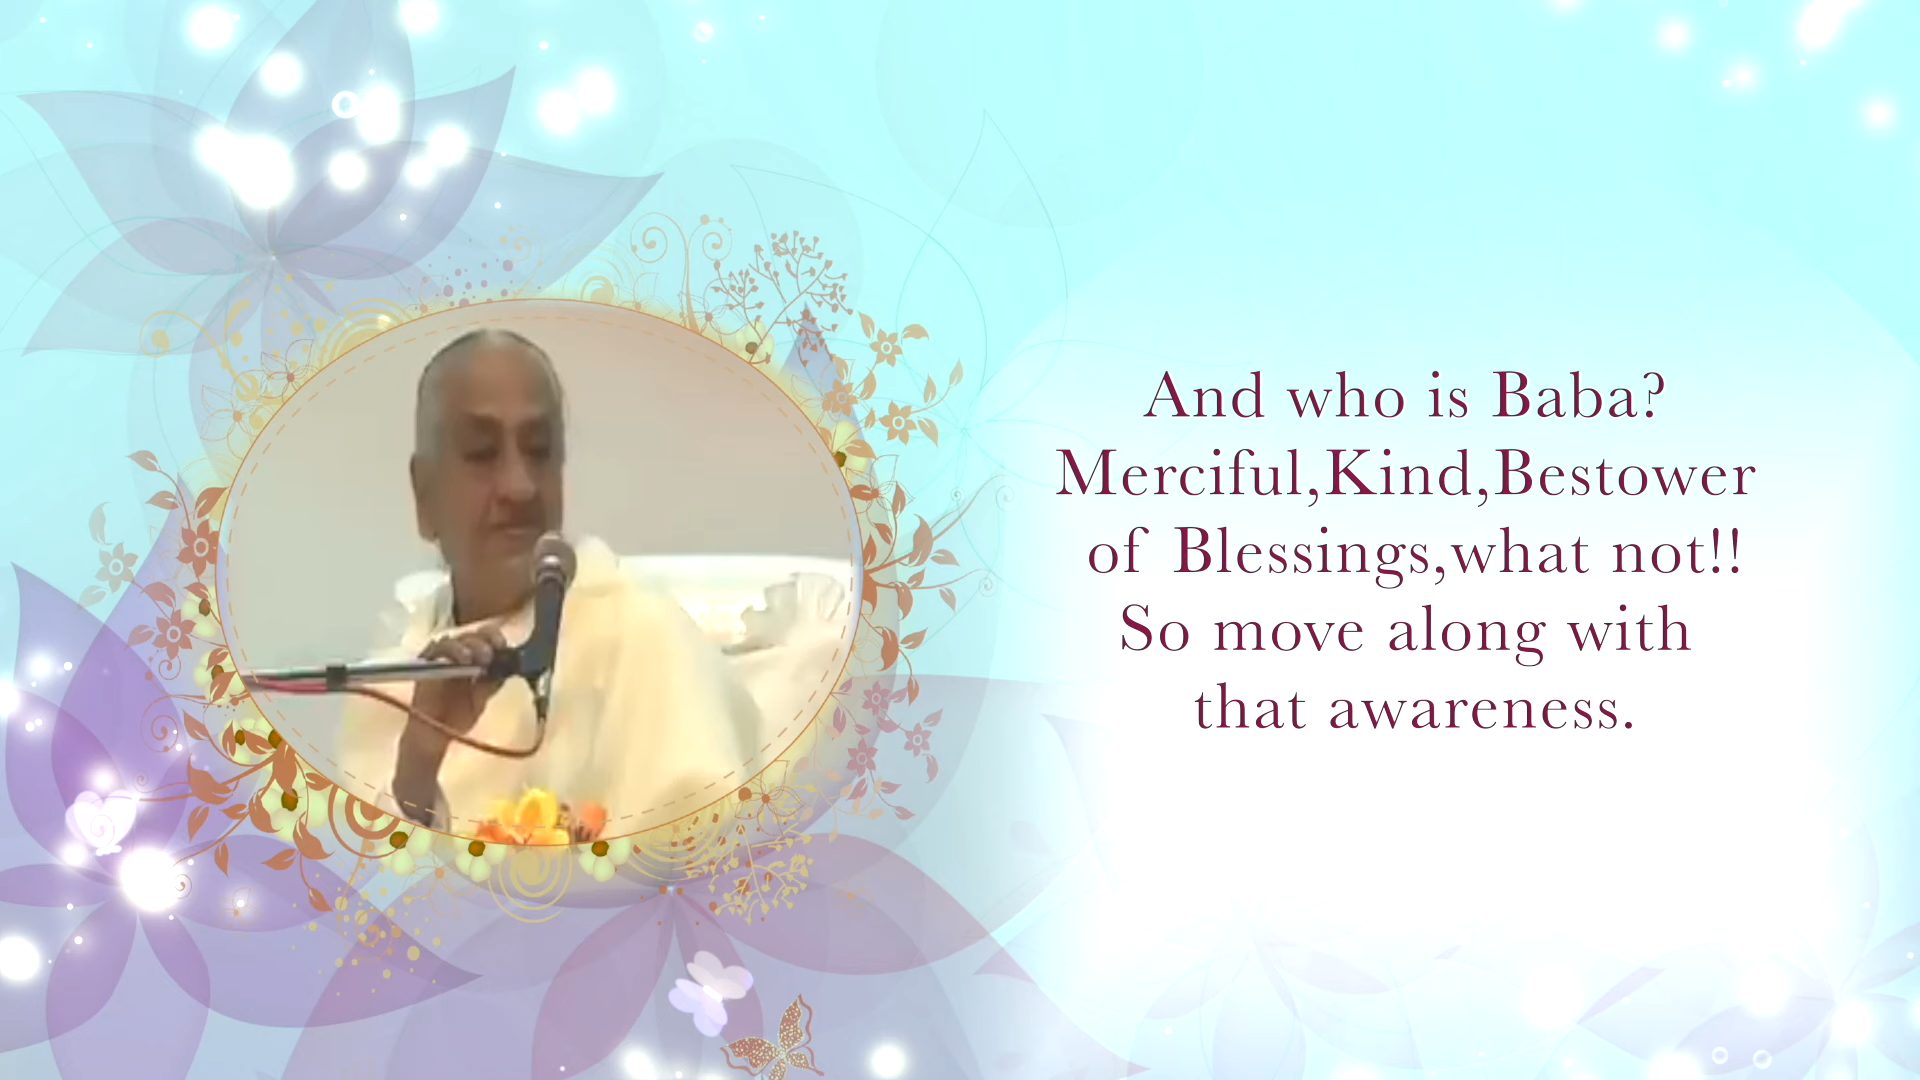 And who is Baba?
Merciful,Kind,Bestower
of Blessings,what not!!
So move along with
that awareness.